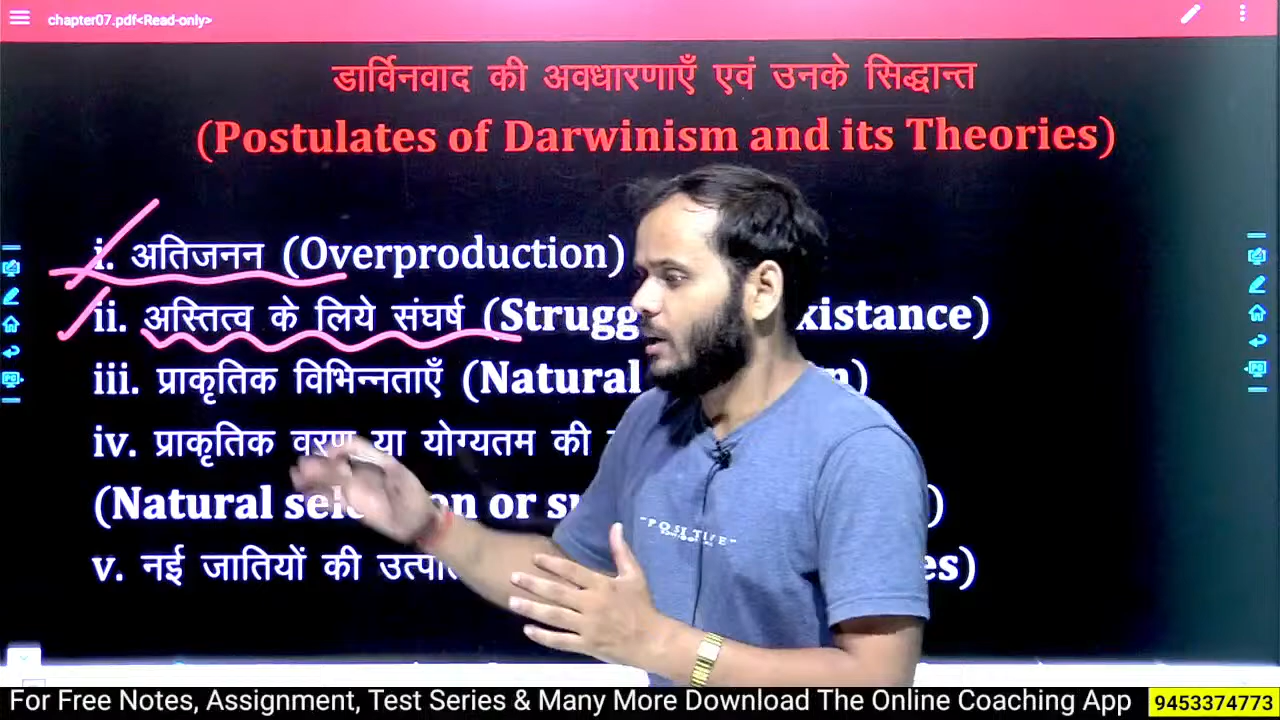 chapter07.pdf<Read-only>
डार्विनवाद की अवधारणाएँ एवं उनके सिद्धान्त
(Postulates of Darwinism and its Theories)
i. अतिजनन (Overproduction)
ii. अस्तित्व के लिये संघर्ष (Strugg xistance)
iii. प्राकृतिक विभिन्नताएँ (Natural n)
iv. प्राकृतिक वरण या योग्यतम की
(Natural sel on or su )
v. नई जातियों की उत्पा es)
"POSITIVE"
For Free Notes, Assignment, Test Series & Many More Download The Online Coaching App 9453374773